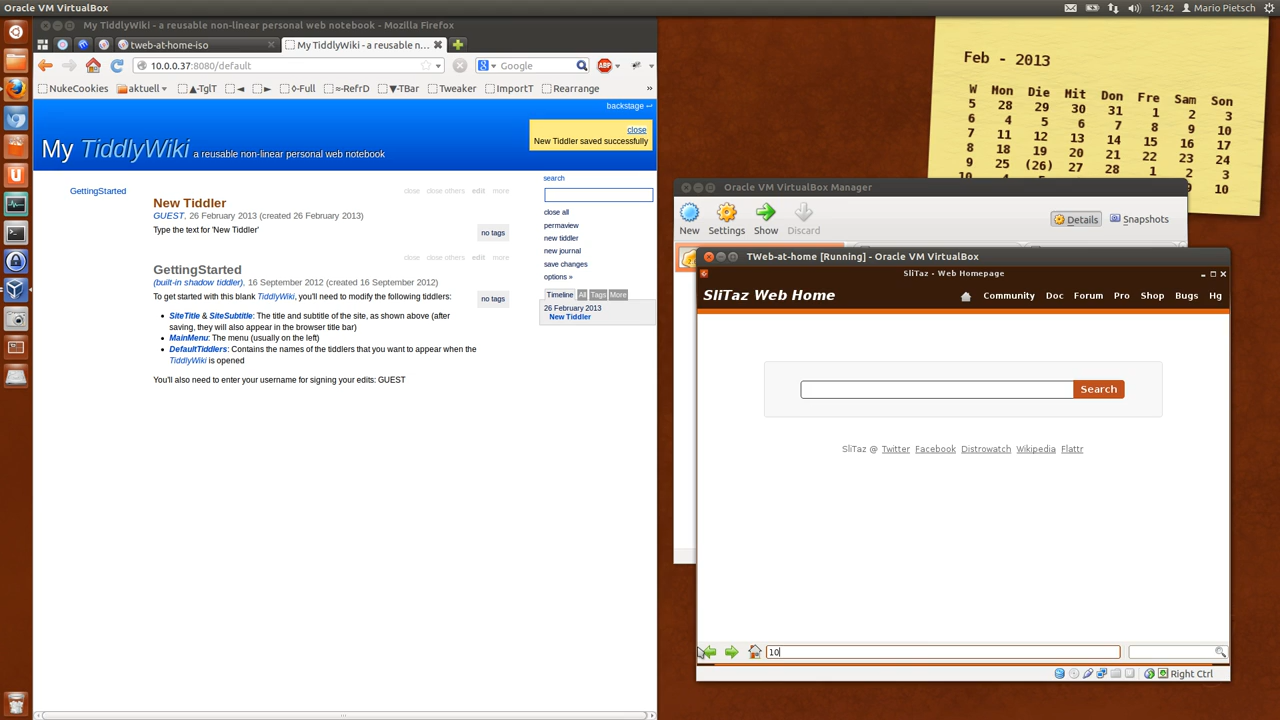 Oracle VM VirtualBox
12:42 Mario Pietsch
My TiddlyWiki - a reusable non-linear personal web notebook - Mozilla Firefox
tweb-at-home-iso
My TiddlyWiki - a reusable n...
10.0.0.37:8080/default
Google
ABP
NukeCookies
aktuell
▲-TglT
◄
►
◊-Full
≈-RefrD
▼-TBar
Tweaker
ImportT
Rearrange
»
backstage
close
New Tiddler saved successfully
My TiddlyWiki a reusable non-linear personal web notebook
GettingStarted
close close others edit more
New Tiddler
GUEST, 26 February 2013 (created 26 February 2013)
Type the text for 'New Tiddler'
no tags
close close others edit more
GettingStarted
(built-in shadow tiddler), 16 September 2012 (created 16 September 2012)
To get started with this blank TiddlyWiki, you'll need to modify the following tiddlers:
no tags
SiteTitle & SiteSubtitle: The title and subtitle of the site, as shown above (after
saving, they will also appear in the browser title bar)
MainMenu: The menu (usually on the left)
DefaultTiddlers: Contains the names of the tiddlers that you want to appear when the
TiddlyWiki is opened
You'll also need to enter your username for signing your edits: GUEST
search
close all
permaview
new tiddler
new journal
save changes
options »
Timeline All Tags More
26 February 2013
New Tiddler
Feb - 2013
W Mon Die Mit Don Fre Sam Son
5 28 29 30 31 1 2 3
6 4 5 6 7 8 9 10
7 11 12 13 14 15 16 17
8 18 19 20 21 22 23 24
9 25 (26) 27 28 1 2 3
10 9 10
Oracle VM VirtualBox Manager
New Settings Show Discard
Details Snapshots
TWeb-at-home [Running] - Oracle VM VirtualBox
SliTaz - Web Homepage
SliTaz Web Home
Community Doc Forum Pro Shop Bugs Hg
Search
SliTaz @ Twitter Facebook Distrowatch Wikipedia Flattr
10
Right Ctrl